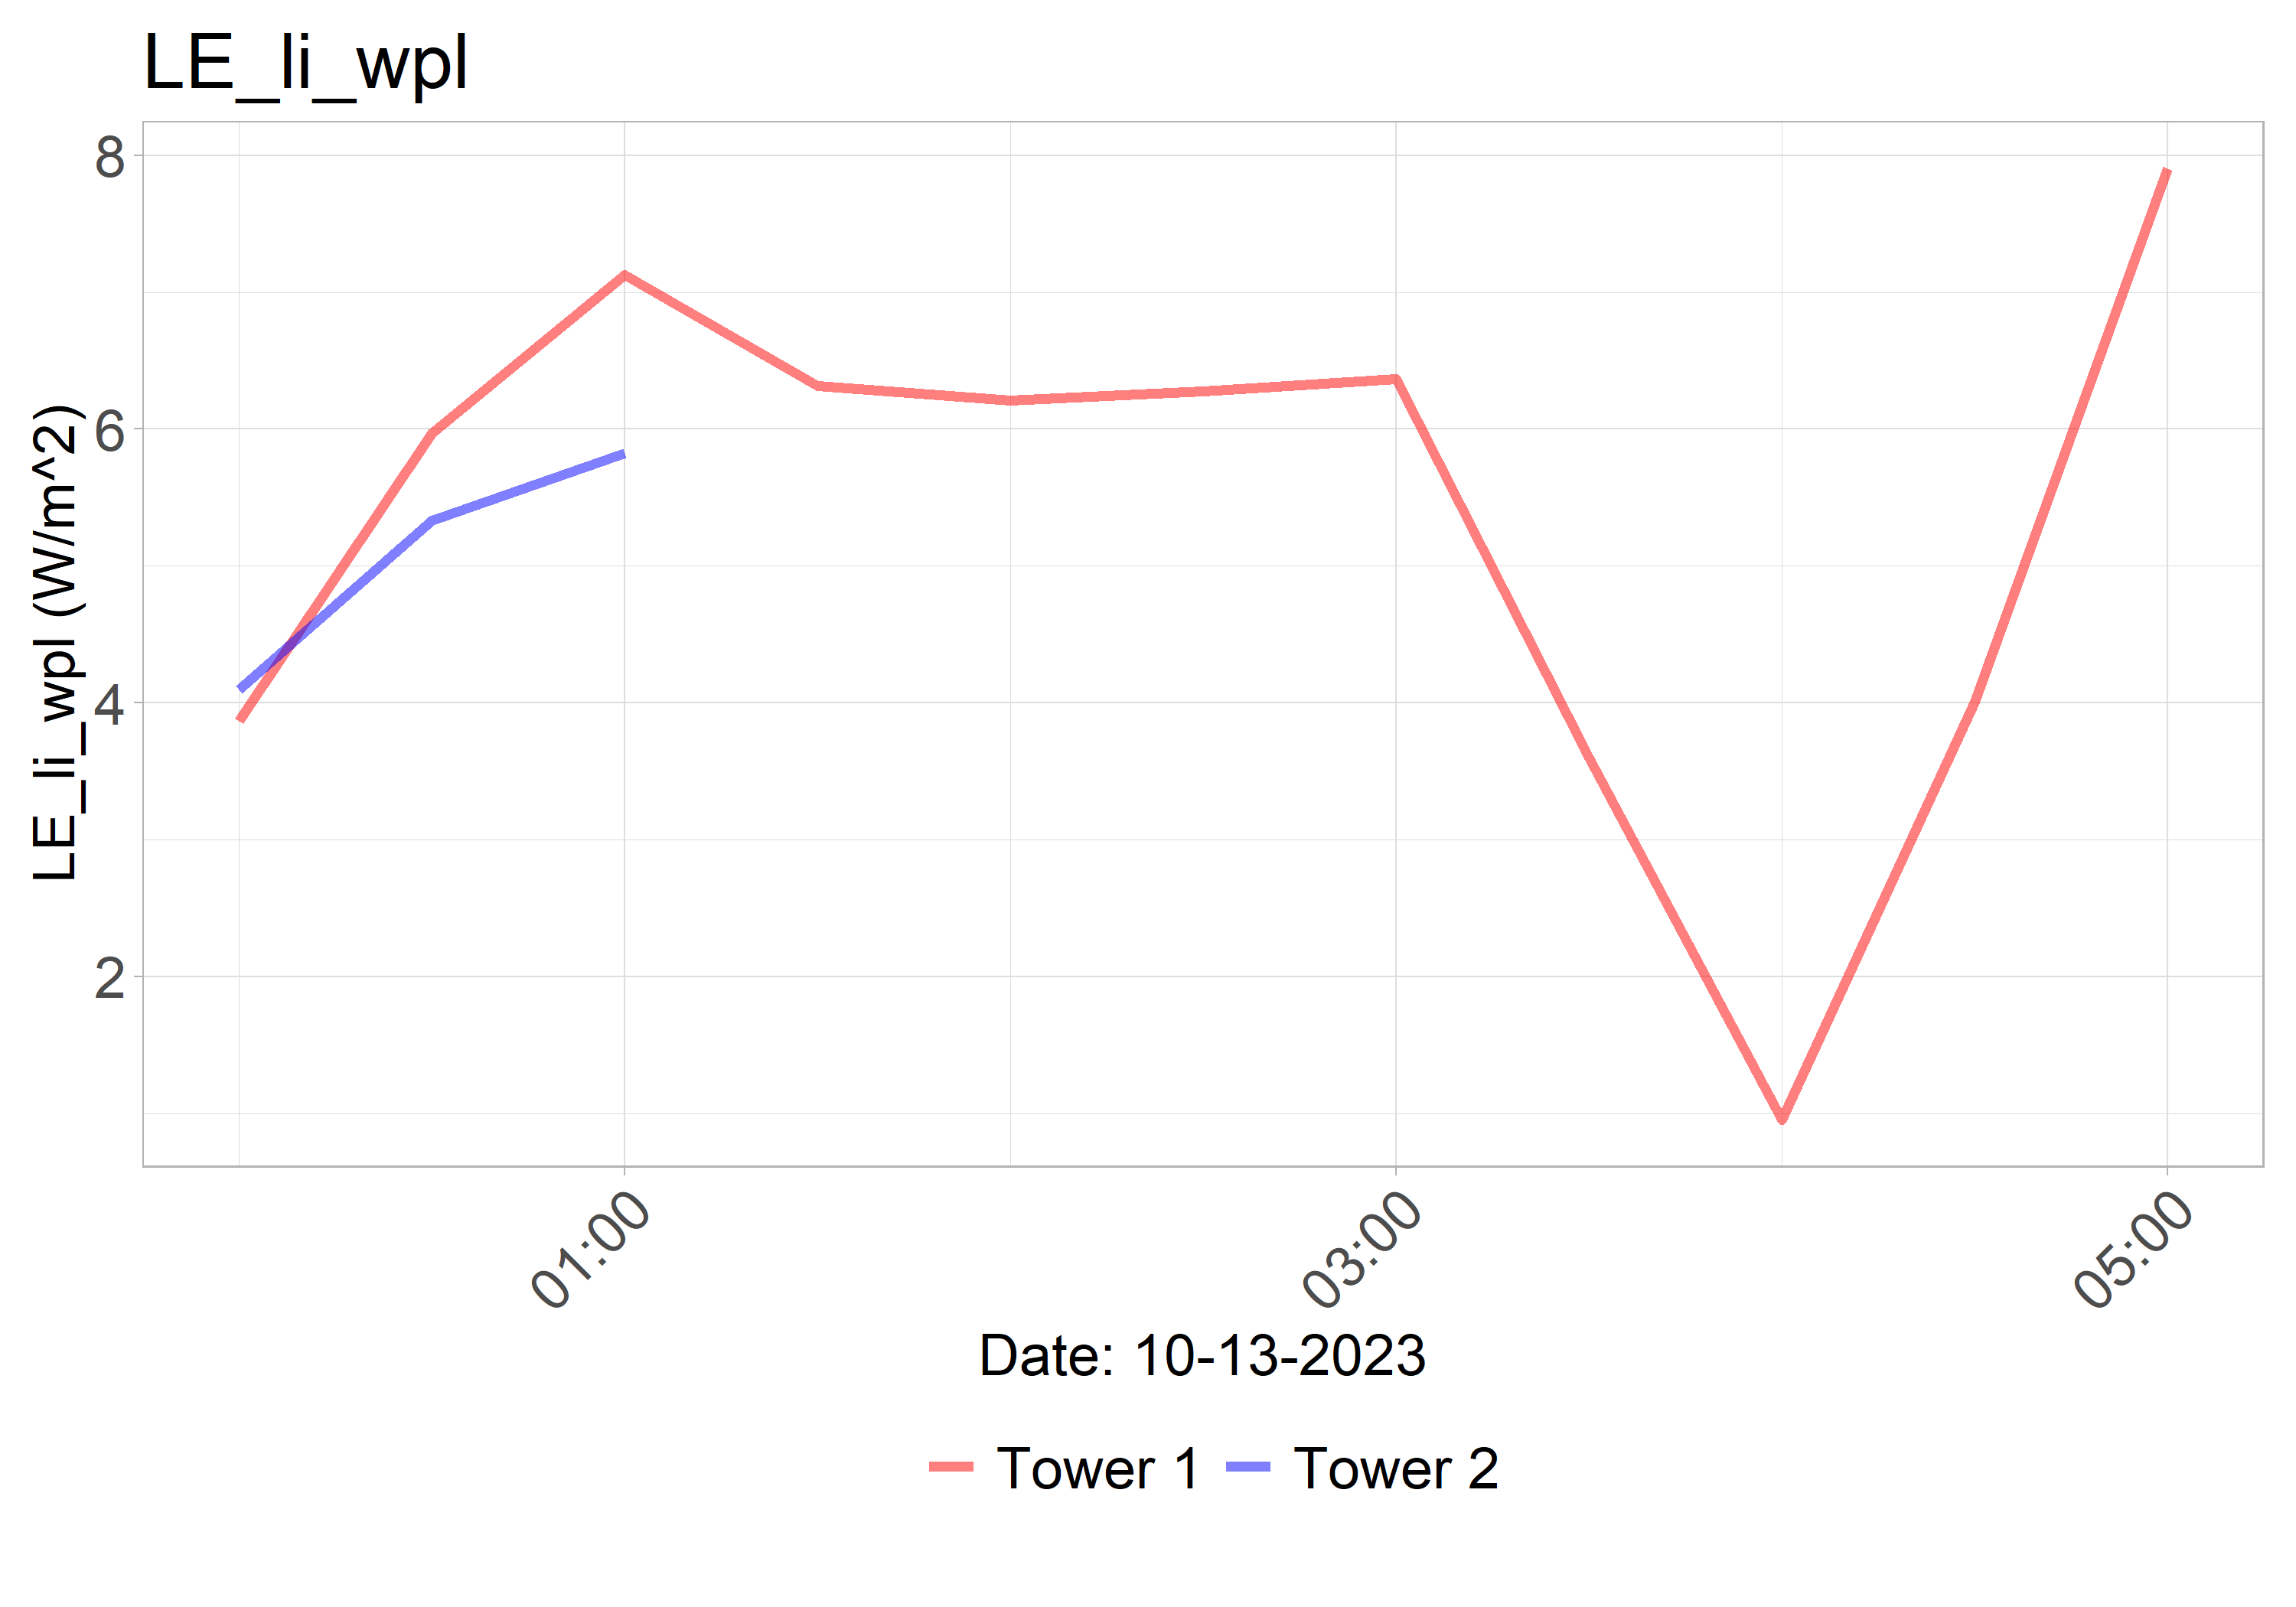 LE_li_wpl
LE_li_wpl (W/m^2)
8
6
4
2
01:00
03:00
05:00
Date: 10-13-2023
Tower 1
Tower 2